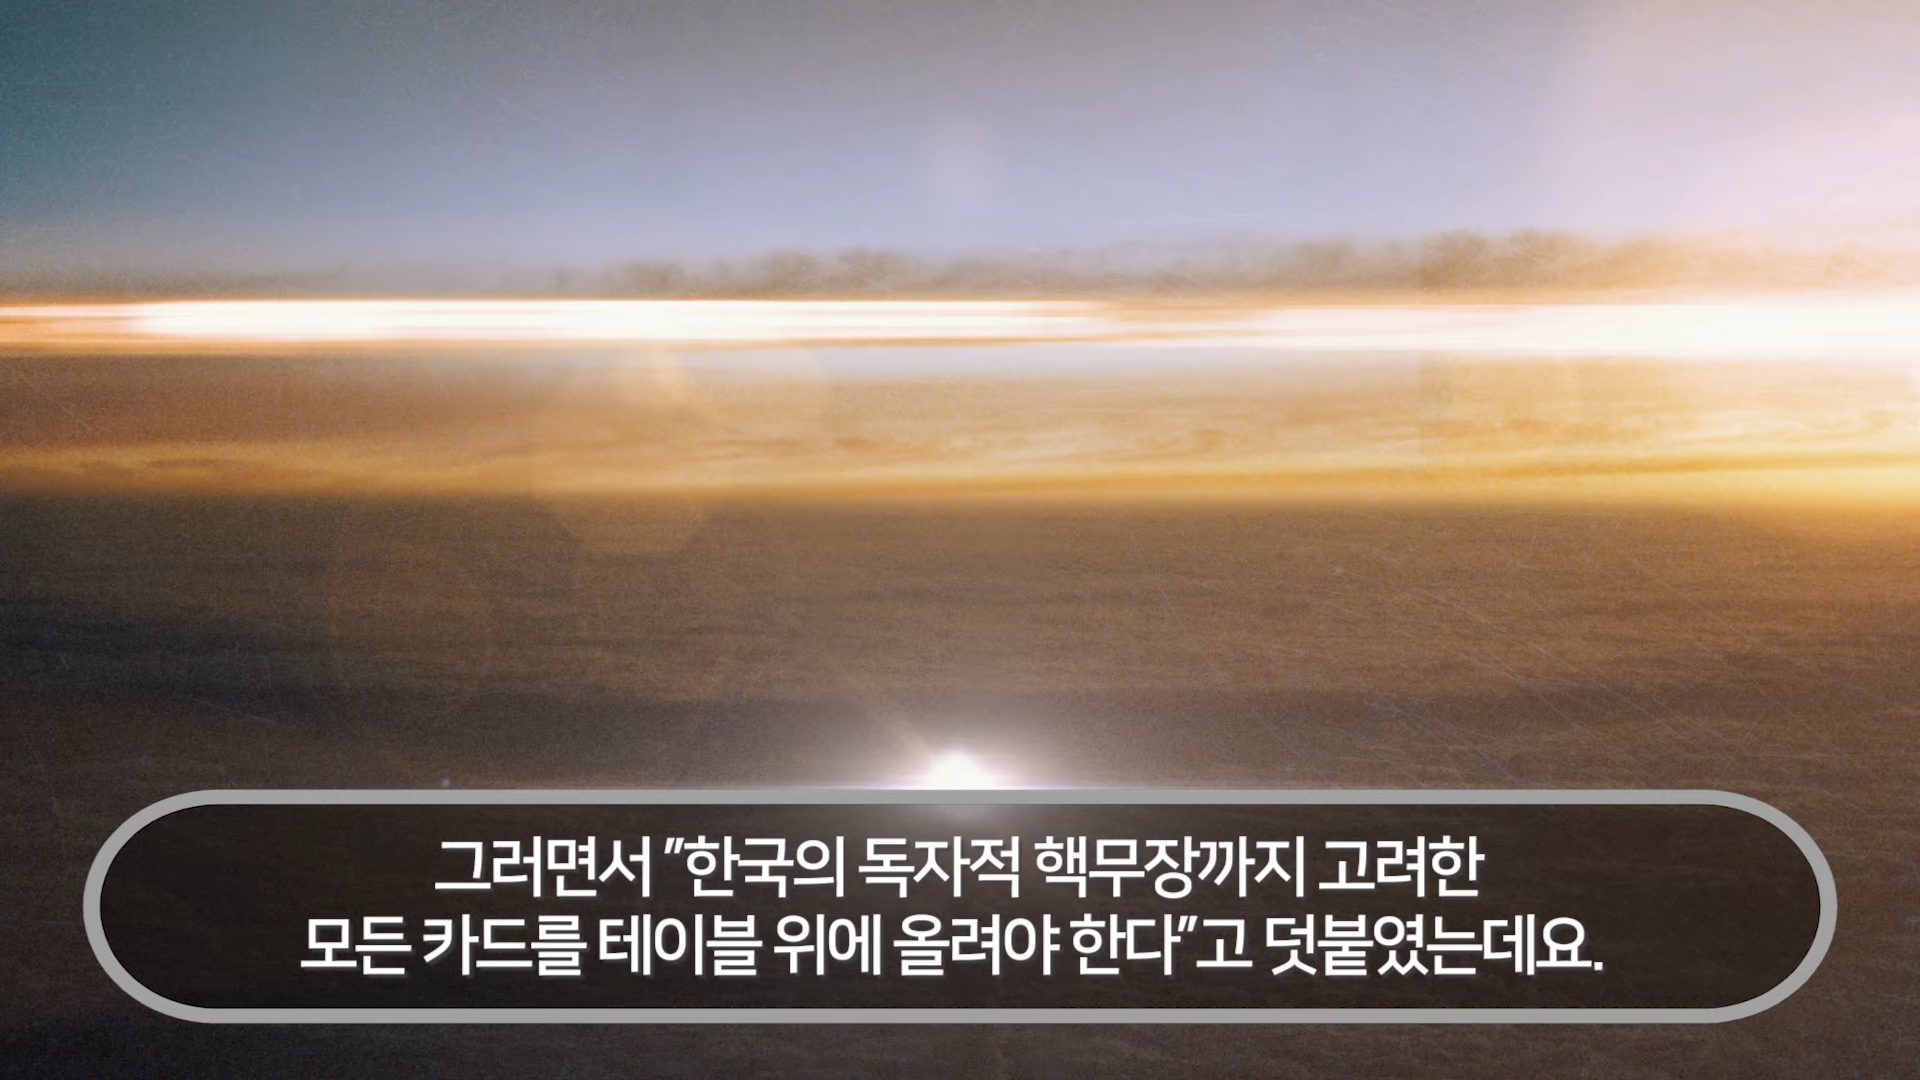 그러면서 "한국의 독자적 핵무장까지 고려한
모든 카드를 테이블 위에 올려야 한다"고 덧붙였는데요.